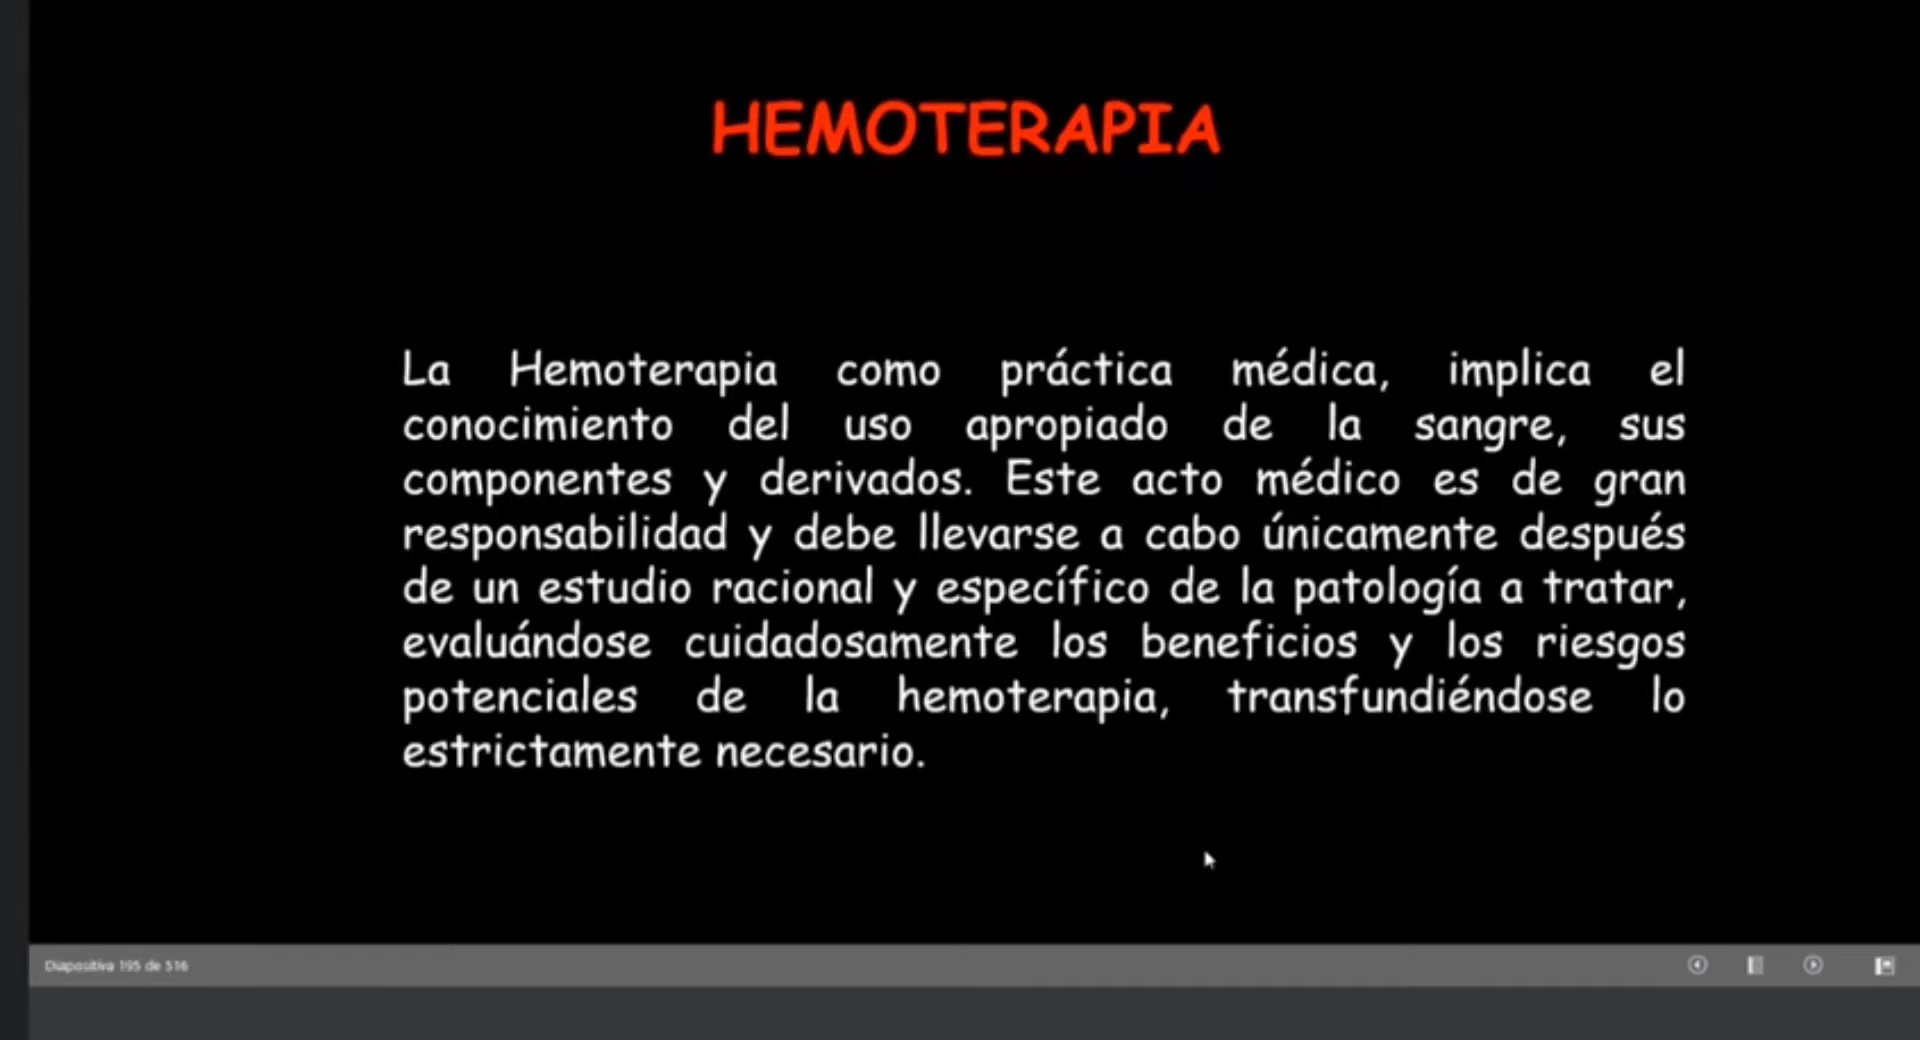 HEMOTERAPIA
La Hemoterapia como práctica médica, implica el
conocimiento del uso apropiado de la sangre, sus
componentes y derivados. Este acto médico es de gran
responsabilidad y debe llevarse a cabo únicamente después
de un estudio racional y específico de la patología a tratar,
evaluándose cuidadosamente los beneficios y los riesgos
potenciales de la hemoterapia, transfundiéndose lo
estrictamente necesario.
Diapositiva 195 de 516